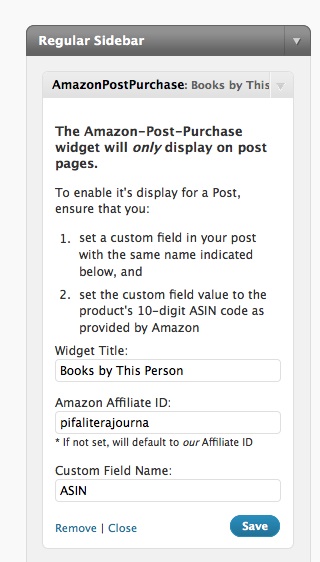 Regular Sidebar
AmazonPostPurchase: Books by This
The Amazon-Post-Purchase
widget will only display on post
pages.
To enable it's display for a Post,
ensure that you:
1. set a custom field in your post
with the same name indicated
below, and
2. set the custom field value to the
product's 10-digit ASIN code as
provided by Amazon
Widget Title:
Books by This Person
Amazon Affiliate ID:
pifaliterajourna
* If not set, will default to our Affiliate ID
Custom Field Name:
ASIN
Remove | Close
Save